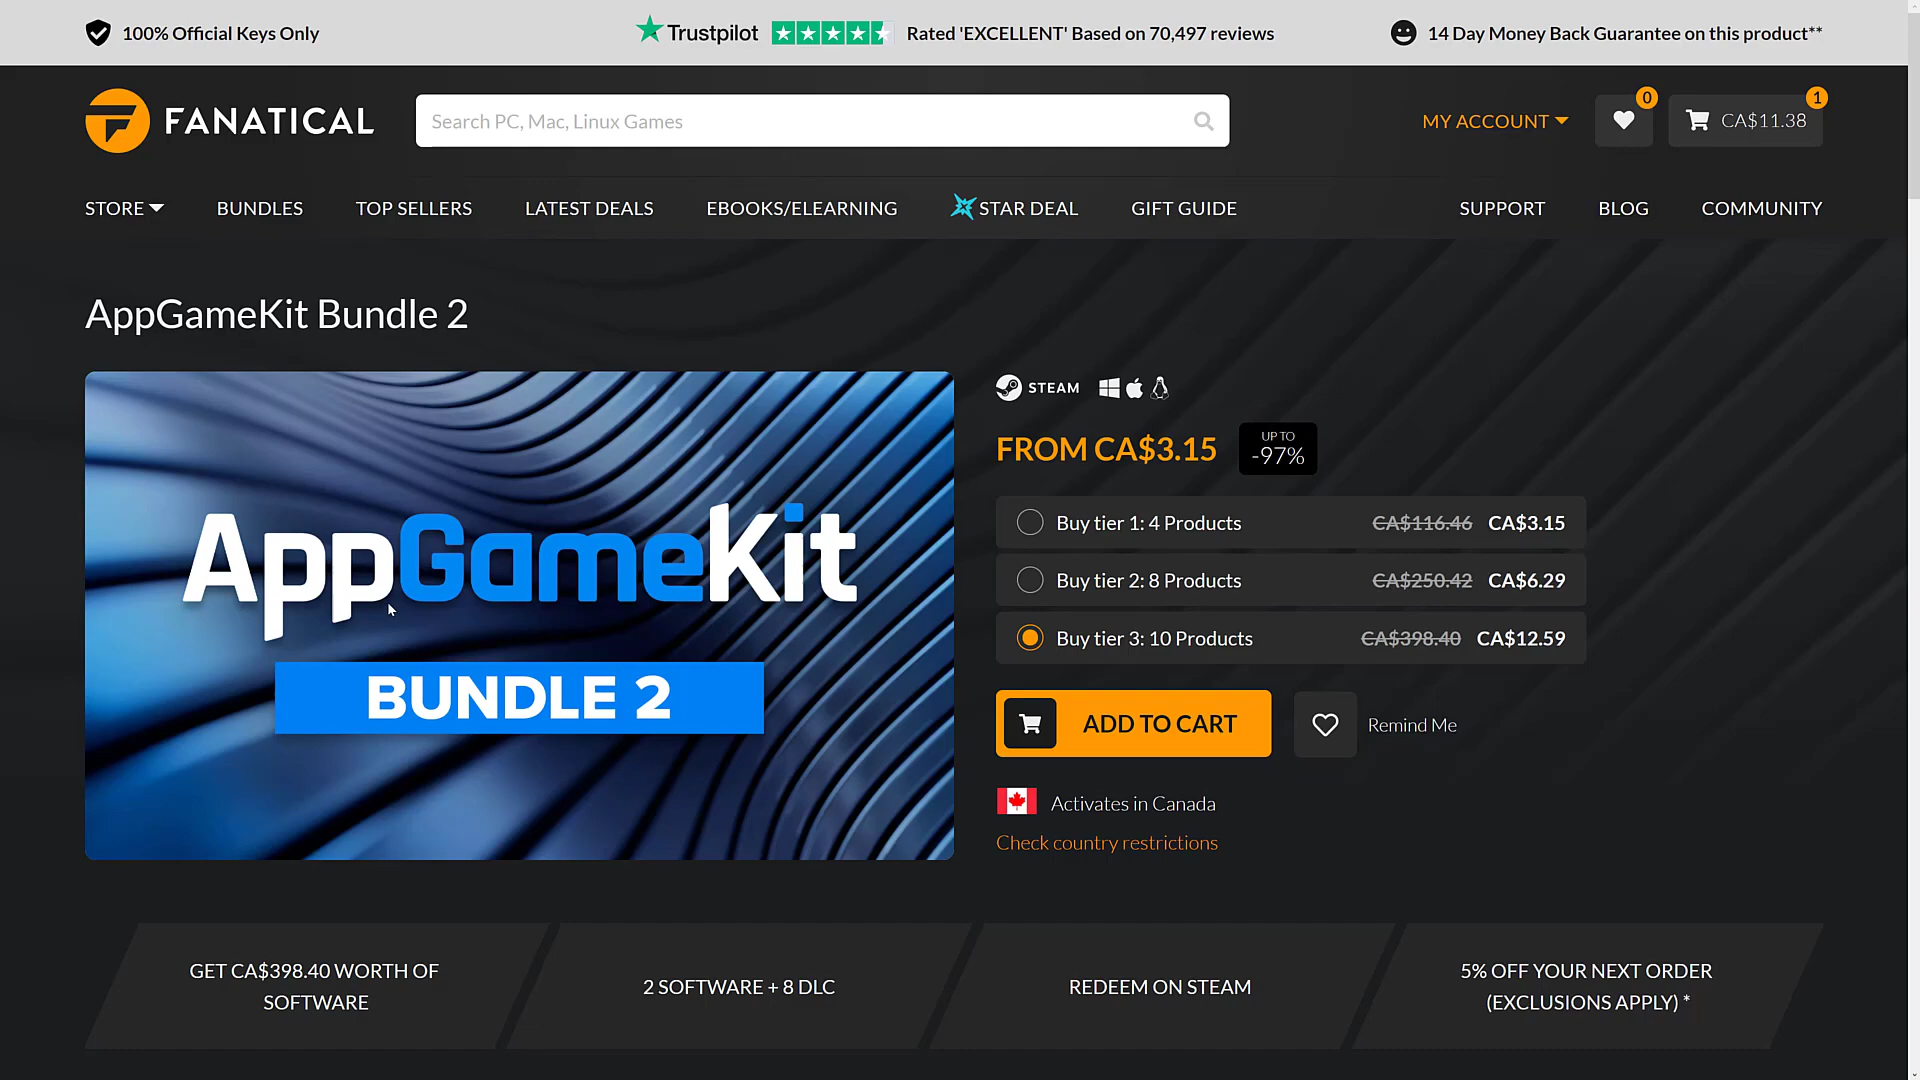 100% Official Keys Only
Trustpilot
Rated 'EXCELLENT' Based on 70,497 reviews
14 Day Money Back Guarantee on this product**
FANATICAL
Search PC, Mac, Linux Games
MY ACCOUNT
0
CA$11.38
1
STORE
BUNDLES
TOP SELLERS
LATEST DEALS
EBOOKS/ELEARNING
STAR DEAL
GIFT GUIDE
SUPPORT
BLOG
COMMUNITY
AppGameKit Bundle 2
AppGameKit
BUNDLE 2
STEAM
FROM CA$3.15
UP TO
-97%
Buy tier 1: 4 Products CA$116.46 CA$3.15
Buy tier 2: 8 Products CA$250.42 CA$6.29
Buy tier 3: 10 Products CA$398.40 CA$12.59
ADD TO CART
Remind Me
Activates in Canada
Check country restrictions
GET CA$398.40 WORTH OF
SOFTWARE
2 SOFTWARE + 8 DLC
REDEEM ON STEAM
5% OFF YOUR NEXT ORDER
(EXCLUSIONS APPLY) *